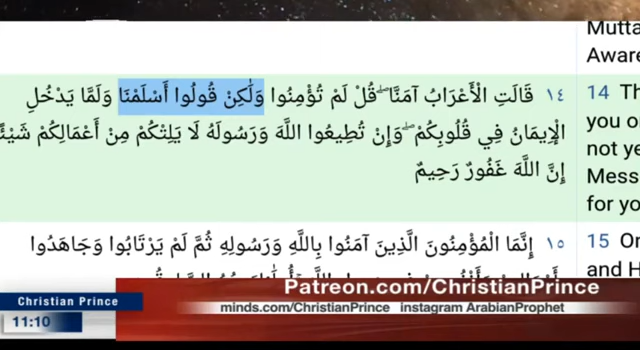 Mutta
Aware
١٤ قَالَتِ الْأَعْرَابُ آمَنَّا ۖ قُلْ لَمْ تُؤْمِنُوا وَلَٰكِنْ قُولُوا أَسْلَمْنَا وَلَمَّا يَدْخُلِ
الْإِيمَانُ فِي قُلُوبِكُمْ ۖ وَإِنْ تُطِيعُوا اللَّهَ وَرَسُولَهُ لَا يَلِتْكُمْ مِنْ أَعْمَالِكُمْ شَيْئًا
إِنَّ اللَّهَ غَفُورٌ رَحِيمٌ
14 Th
you o
not ye
Mess
for yo
١٥ إِنَّمَا الْمُؤْمِنُونَ الَّذِينَ آمَنُوا بِاللَّهِ وَرَسُولِهِ ثُمَّ لَمْ يَرْتَابُوا وَجَاهَدُوا
15 On
and H
Patreon.com/ChristianPrince
minds.com/ChristianPrince instagram ArabianProphet
Christian Prince
11:10